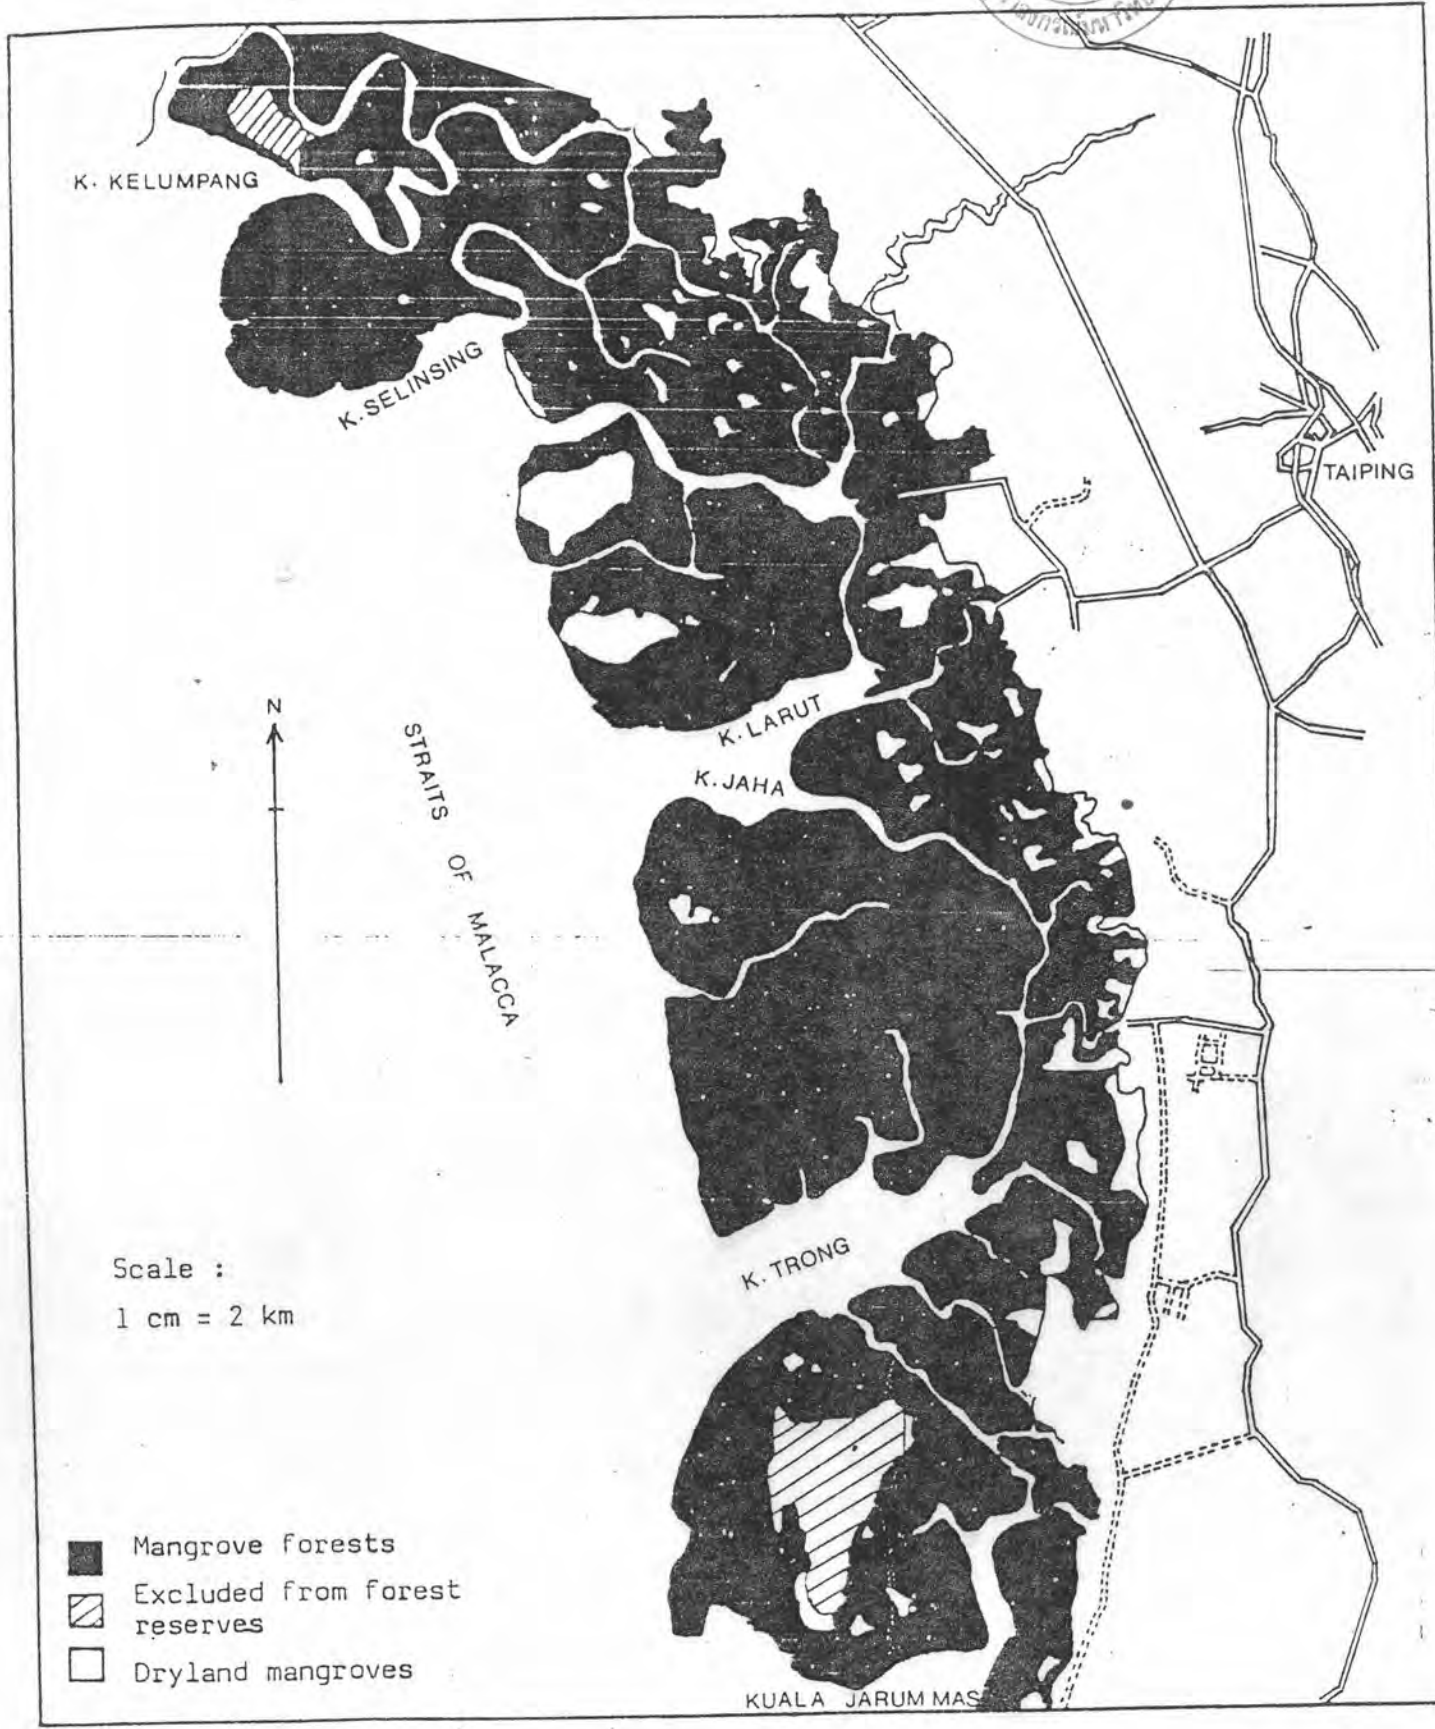 K. KELUMPANG
K. SELINSING
TAIPING
N
K. LARUT
STRAITS OF MALACCA
K. JAHA
K. TRONG
Scale :
1 cm = 2 km
Mangrove forests
Excluded from forest
reserves
Dryland mangroves
KUALA JARUM MAS